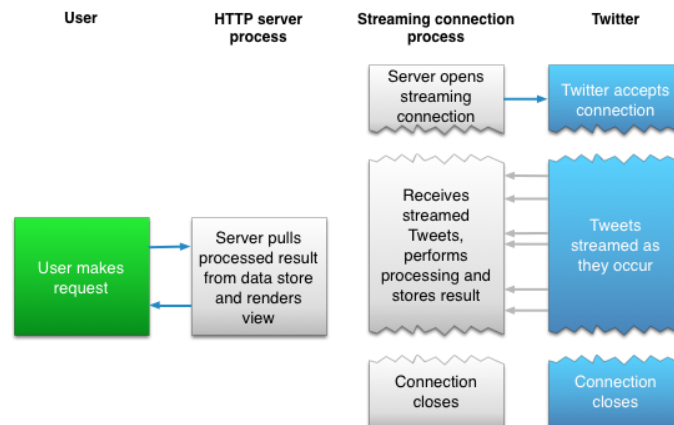 User
HTTP server
process
Streaming connection
process
Twitter
Server opens
streaming
connection
Twitter accepts
connection
User makes
request
Server pulls
processed result
from data store
and renders
view
Receives
streamed
Tweets,
performs
processing and
stores result
Tweets
streamed as
they occur
Connection
closes
Connection
closes